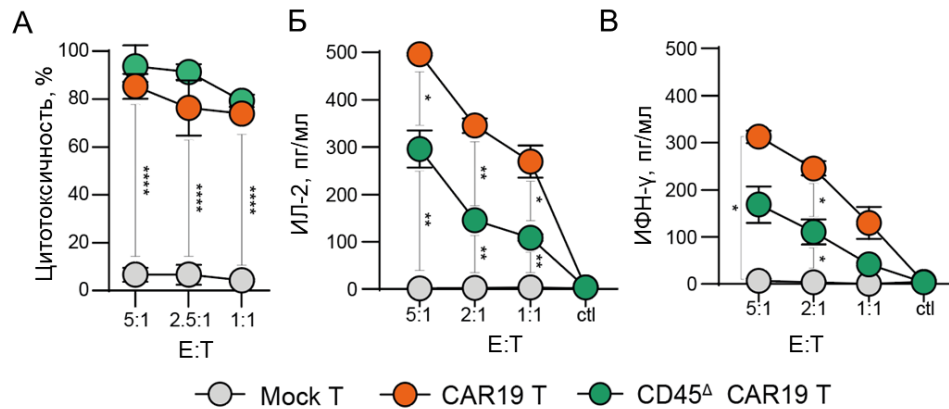 А
Цитотоксичность, %
100
80
60
40
20
0
****
****
****
5:1 2.5:1 1:1
E:T
Б
ИЛ-2, пг/мл
500
400
300
200
100
0
*
**
*
**
**
**
5:1 2:1 1:1 ctl
E:T
В
ИФН-γ, пг/мл
500
400
300
200
100
0
*
*
*
5:1 2:1 1:1 ctl
E:T
Mock T CAR19 T CD45Δ CAR19 T